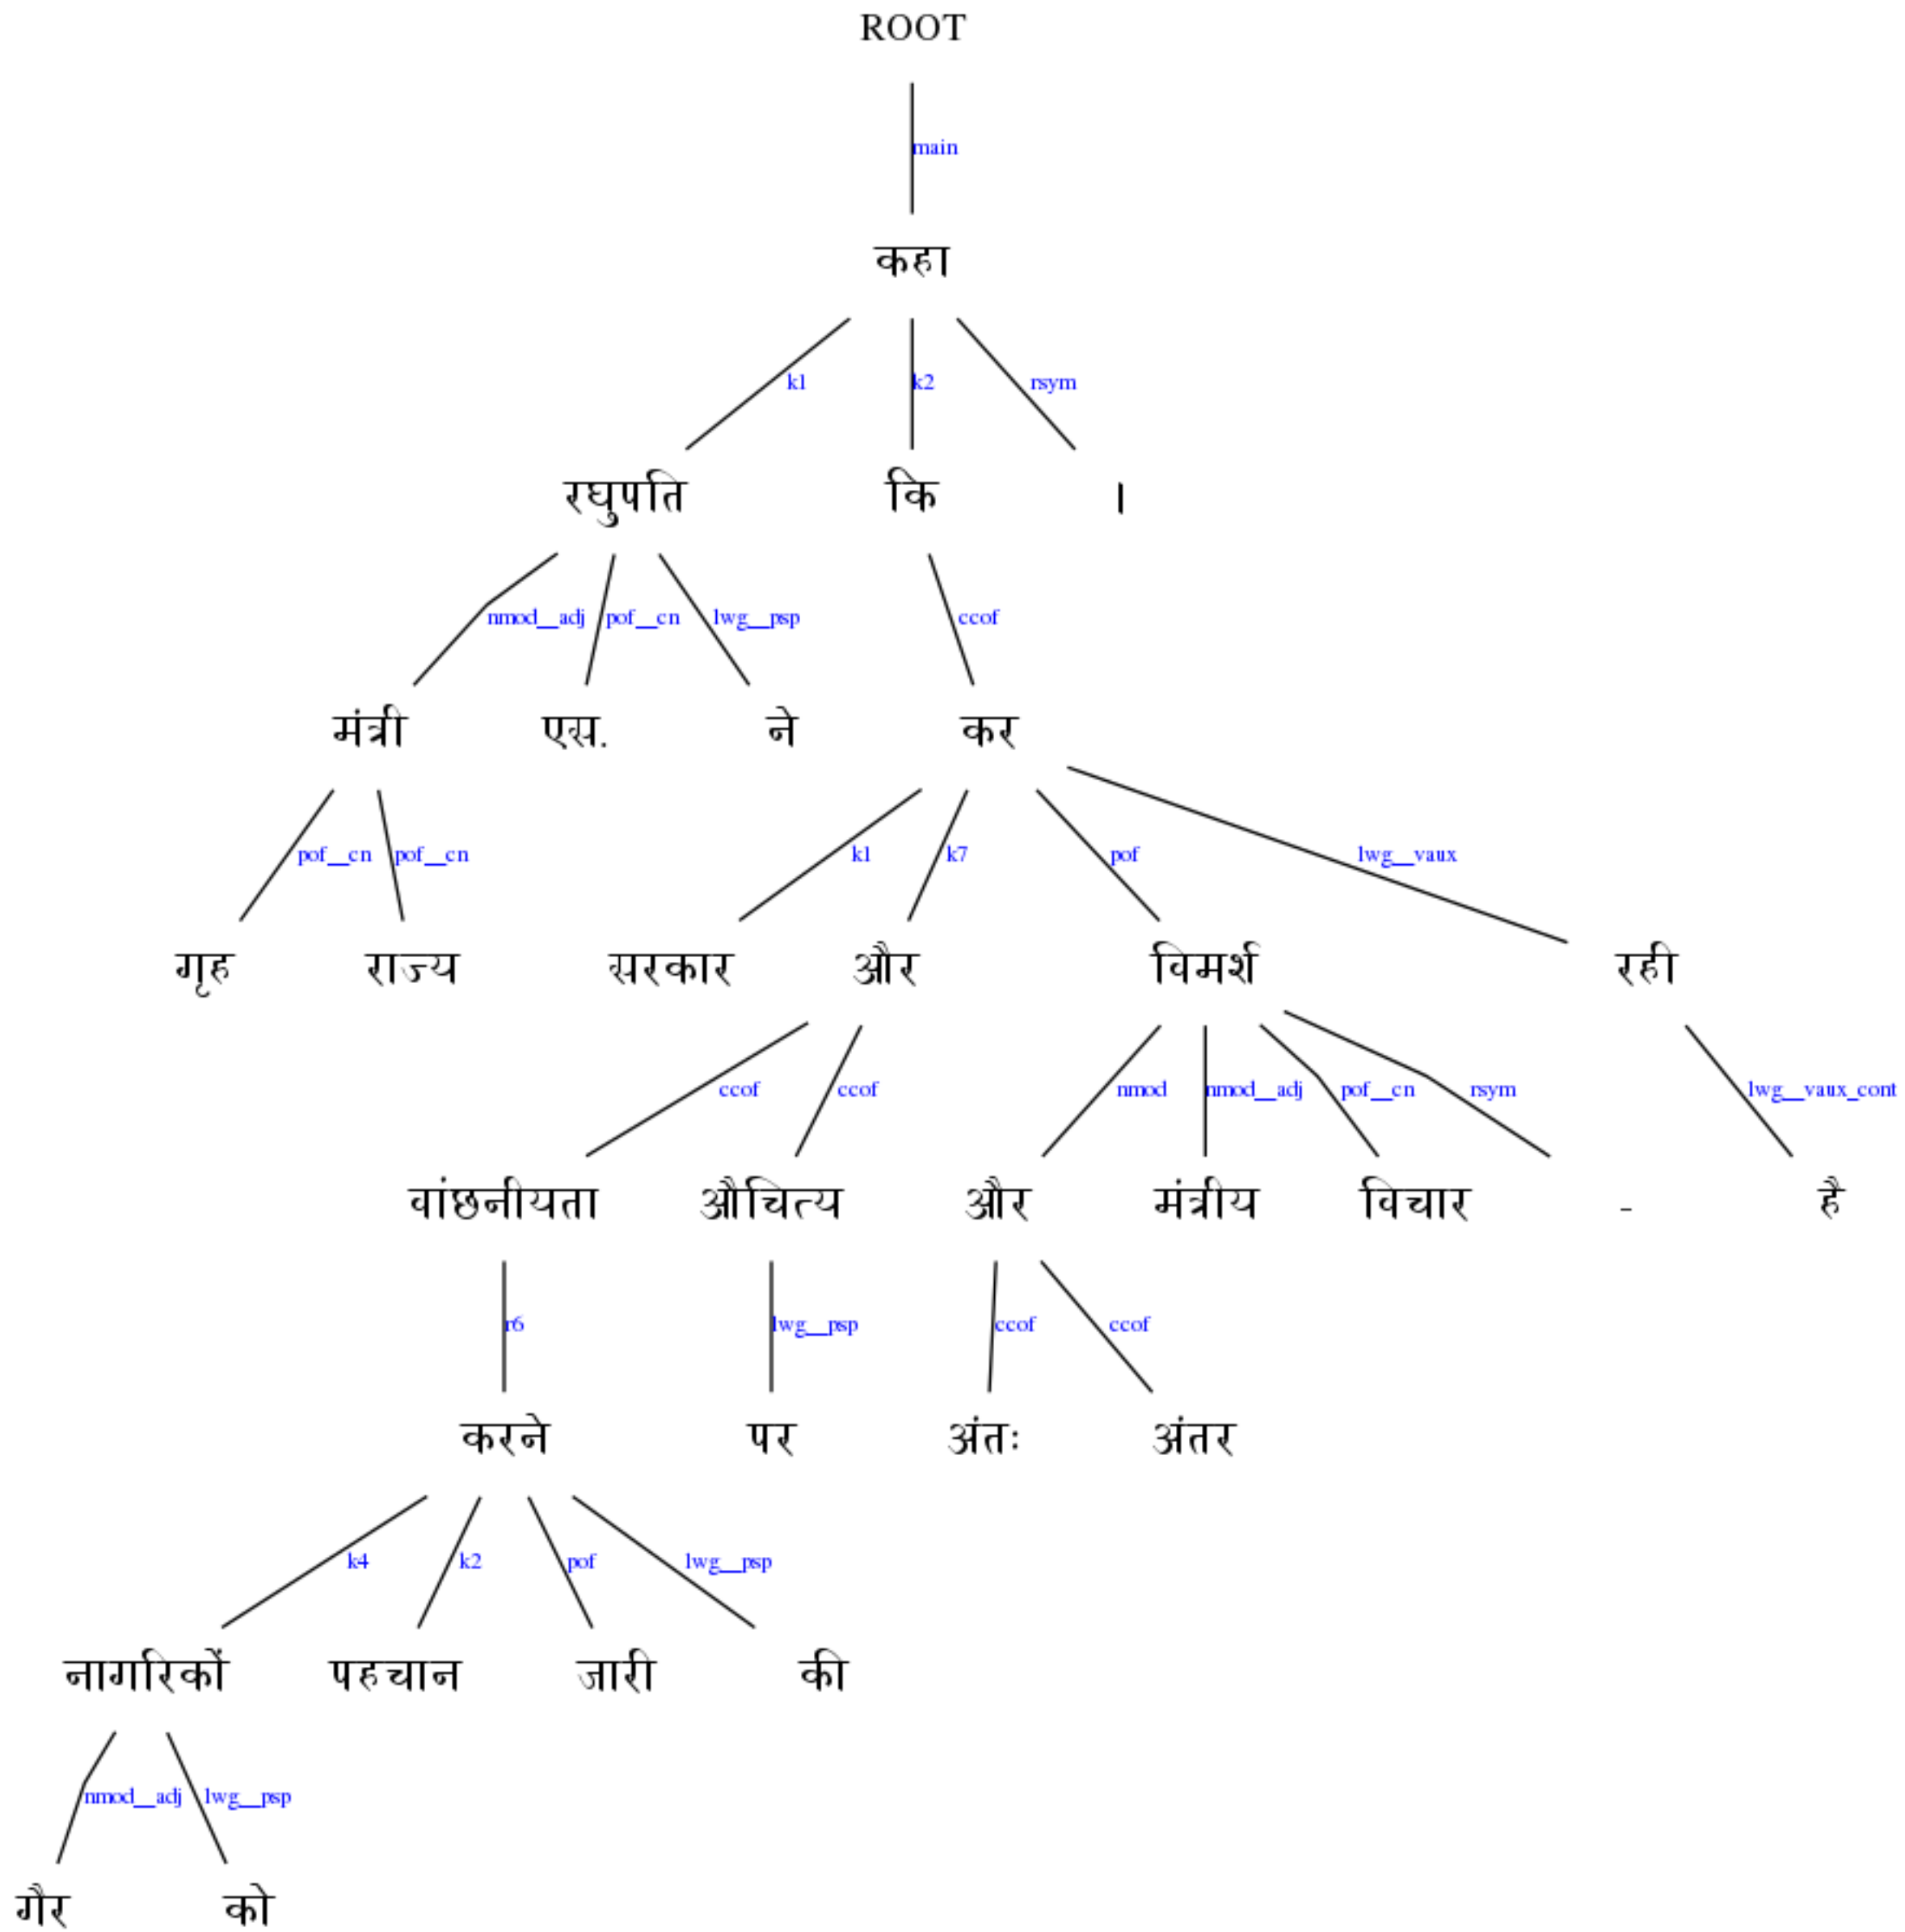 ROOT
main
कहा
k1 k2 rsym
रघुपति कि ।
nmod__adj pof__cn lwg__psp ccof
मंत्री एस. ने कर
pof__cn pof__cn k1 k7 pof lwg__vaux
गृह राज्य सरकार और विमर्श रही
ccof ccof nmod nmod__adj pof__cn rsym lwg__vaux_cont
वांछनीयता औचित्य और मंत्रीय विचार - है
r6 lwg__psp ccof ccof
करने पर अंतः अंतर
k4 k2 pof lwg__psp
नागरिकों पहचान जारी की
nmod__adj lwg__psp
गैर को